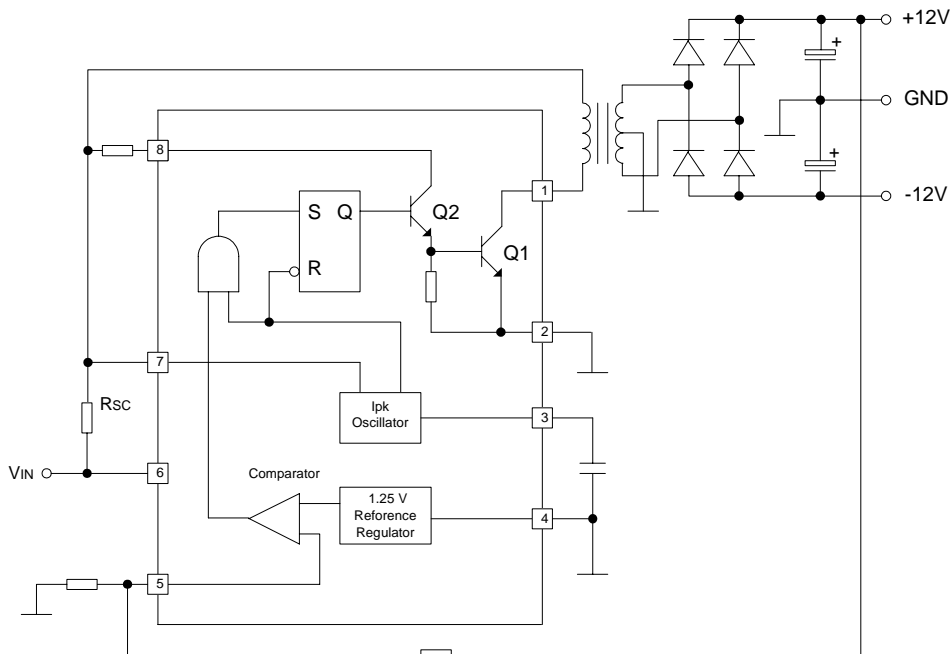 +12V
+
GND
8
1
-12V
S Q
Q2
+
R
Q1
2
7
RSC
Ipk
Oscillator
3
VIN
6
Comparator
1.25 V
Reforence
Regulator
4
5